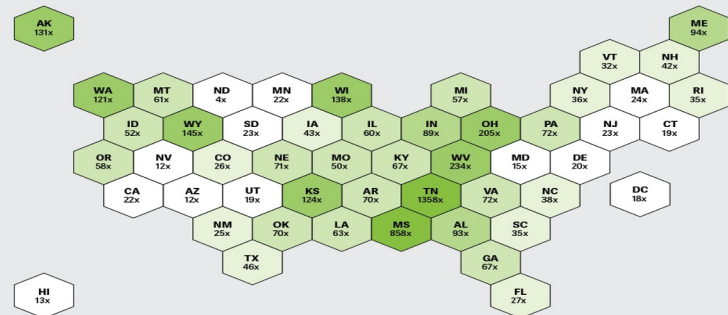 AK
131x
ME
94x
VT
32x
NH
42x
WA
121x
MT
61x
ND
4x
MN
22x
WI
138x
MI
57x
NY
36x
MA
24x
RI
35x
ID
52x
WY
145x
SD
23x
IA
43x
IL
60x
IN
89x
OH
205x
PA
72x
NJ
23x
CT
19x
OR
58x
NV
12x
CO
26x
NE
71x
MO
50x
KY
67x
WV
234x
MD
15x
DE
20x
CA
22x
AZ
12x
UT
19x
KS
124x
AR
70x
TN
1358x
VA
72x
NC
38x
DC
18x
NM
25x
OK
70x
LA
63x
MS
858x
AL
93x
SC
35x
TX
46x
GA
67x
HI
13x
FL
27x